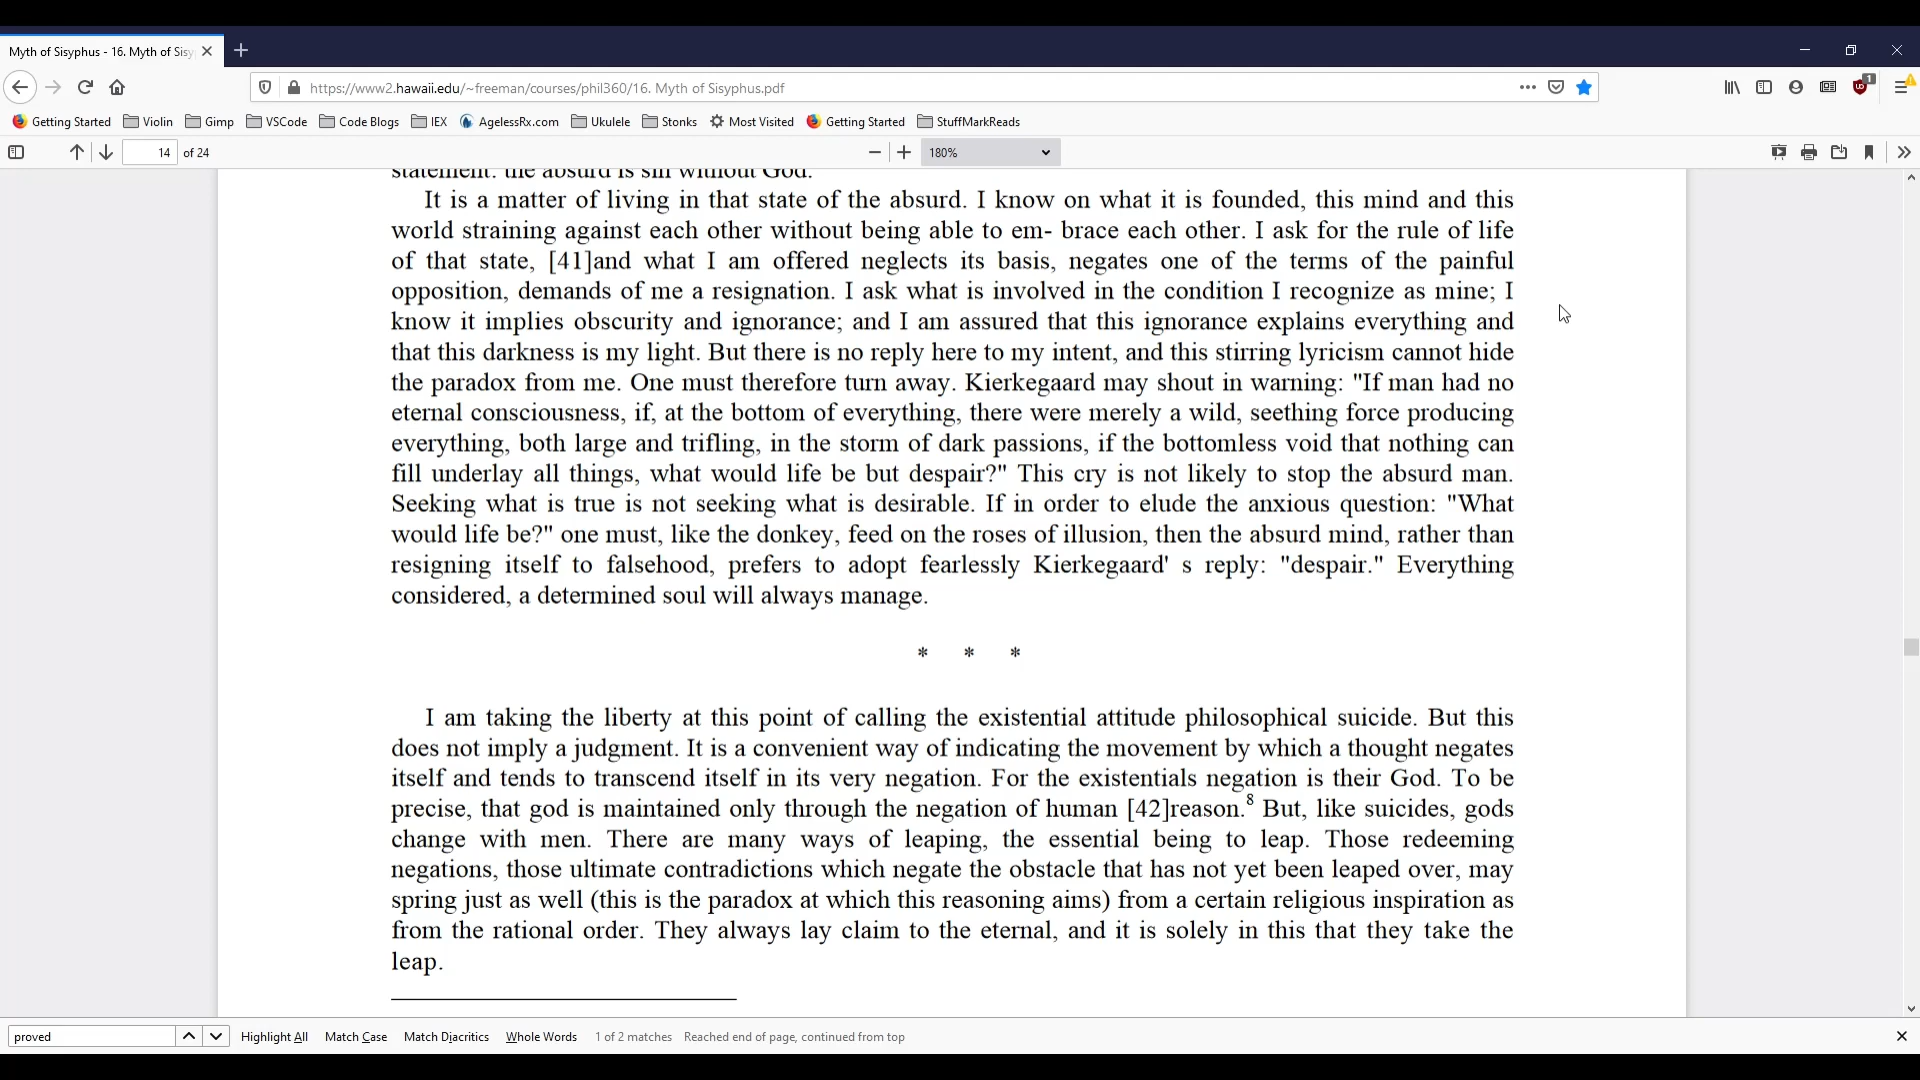 Myth of Sisyphus - 16. Myth of Sisy
https://www2.hawaii.edu/~freeman/courses/phil360/16. Myth of Sisyphus.pdf
1
Getting Started Violin Gimp VSCode Code Blogs IEX AgelessRx.com Ukulele Stonks Most Visited Getting Started StuffMarkReads
14 of 24 180%
statement: the absurd is sin without God.
It is a matter of living in that state of the absurd. I know on what it is founded, this mind and this
world straining against each other without being able to em- brace each other. I ask for the rule of life
of that state, [41]and what I am offered neglects its basis, negates one of the terms of the painful
opposition, demands of me a resignation. I ask what is involved in the condition I recognize as mine; I
know it implies obscurity and ignorance; and I am assured that this ignorance explains everything and
that this darkness is my light. But there is no reply here to my intent, and this stirring lyricism cannot hide
the paradox from me. One must therefore turn away. Kierkegaard may shout in warning: "If man had no
eternal consciousness, if, at the bottom of everything, there were merely a wild, seething force producing
everything, both large and trifling, in the storm of dark passions, if the bottomless void that nothing can
fill underlay all things, what would life be but despair?" This cry is not likely to stop the absurd man.
Seeking what is true is not seeking what is desirable. If in order to elude the anxious question: "What
would life be?" one must, like the donkey, feed on the roses of illusion, then the absurd mind, rather than
resigning itself to falsehood, prefers to adopt fearlessly Kierkegaard' s reply: "despair." Everything
considered, a determined soul will always manage.
* * *
I am taking the liberty at this point of calling the existential attitude philosophical suicide. But this
does not imply a judgment. It is a convenient way of indicating the movement by which a thought negates
itself and tends to transcend itself in its very negation. For the existentials negation is their God. To be
precise, that god is maintained only through the negation of human [42]reason.8 But, like suicides, gods
change with men. There are many ways of leaping, the essential being to leap. Those redeeming
negations, those ultimate contradictions which negate the obstacle that has not yet been leaped over, may
spring just as well (this is the paradox at which this reasoning aims) from a certain religious inspiration as
from the rational order. They always lay claim to the eternal, and it is solely in this that they take the
leap.
proved Highlight All Match Case Match Diacritics Whole Words 1 of 2 matches Reached end of page, continued from top